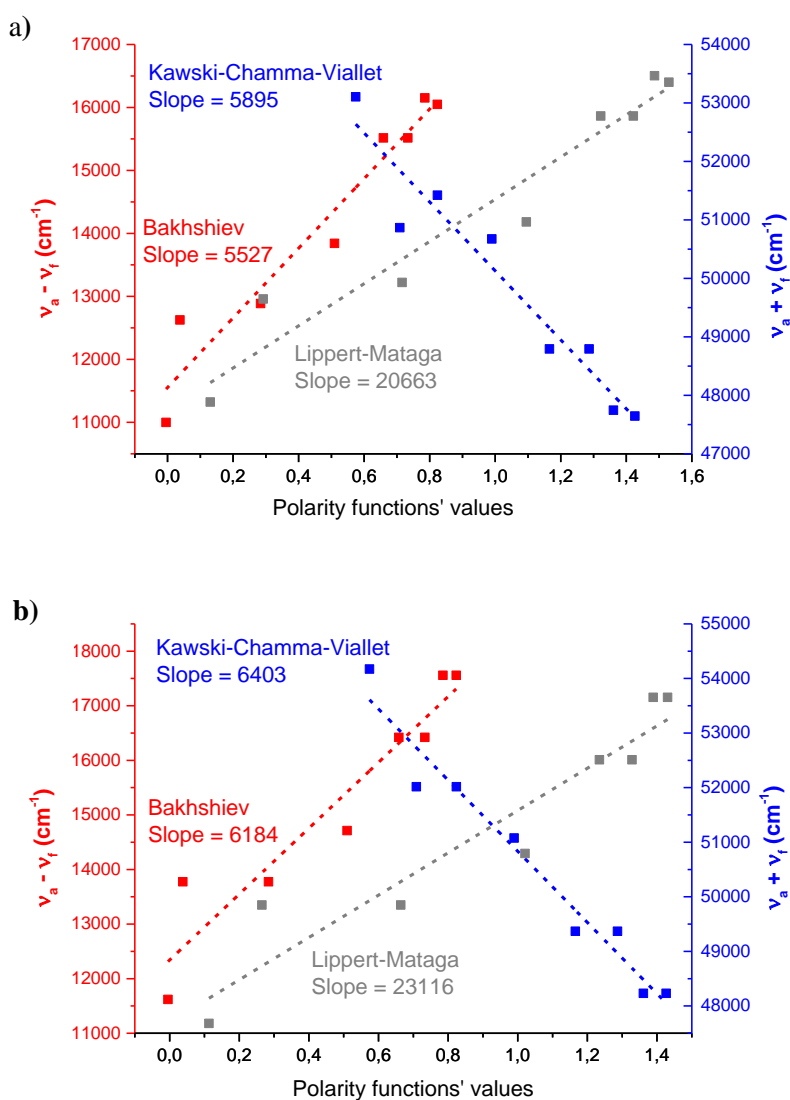 a)
Kawski-Chamma-Viallet
Slope = 5895
Bakhshiev
Slope = 5527
Lippert-Mataga
Slope = 20663
17000
16000
15000
14000
13000
12000
11000
νa - νf (cm-1)
54000
53000
52000
51000
50000
49000
48000
47000
νa + νf (cm-1)
0,0 0,2 0,4 0,6 0,8 1,0 1,2 1,4 1,6
Polarity functions' values
b)
Kawski-Chamma-Viallet
Slope = 6403
Bakhshiev
Slope = 6184
Lippert-Mataga
Slope = 23116
18000
17000
16000
15000
14000
13000
12000
11000
νa - νf (cm-1)
55000
54000
53000
52000
51000
50000
49000
48000
νa + νf (cm-1)
0,0 0,2 0,4 0,6 0,8 1,0 1,2 1,4
Polarity functions' values